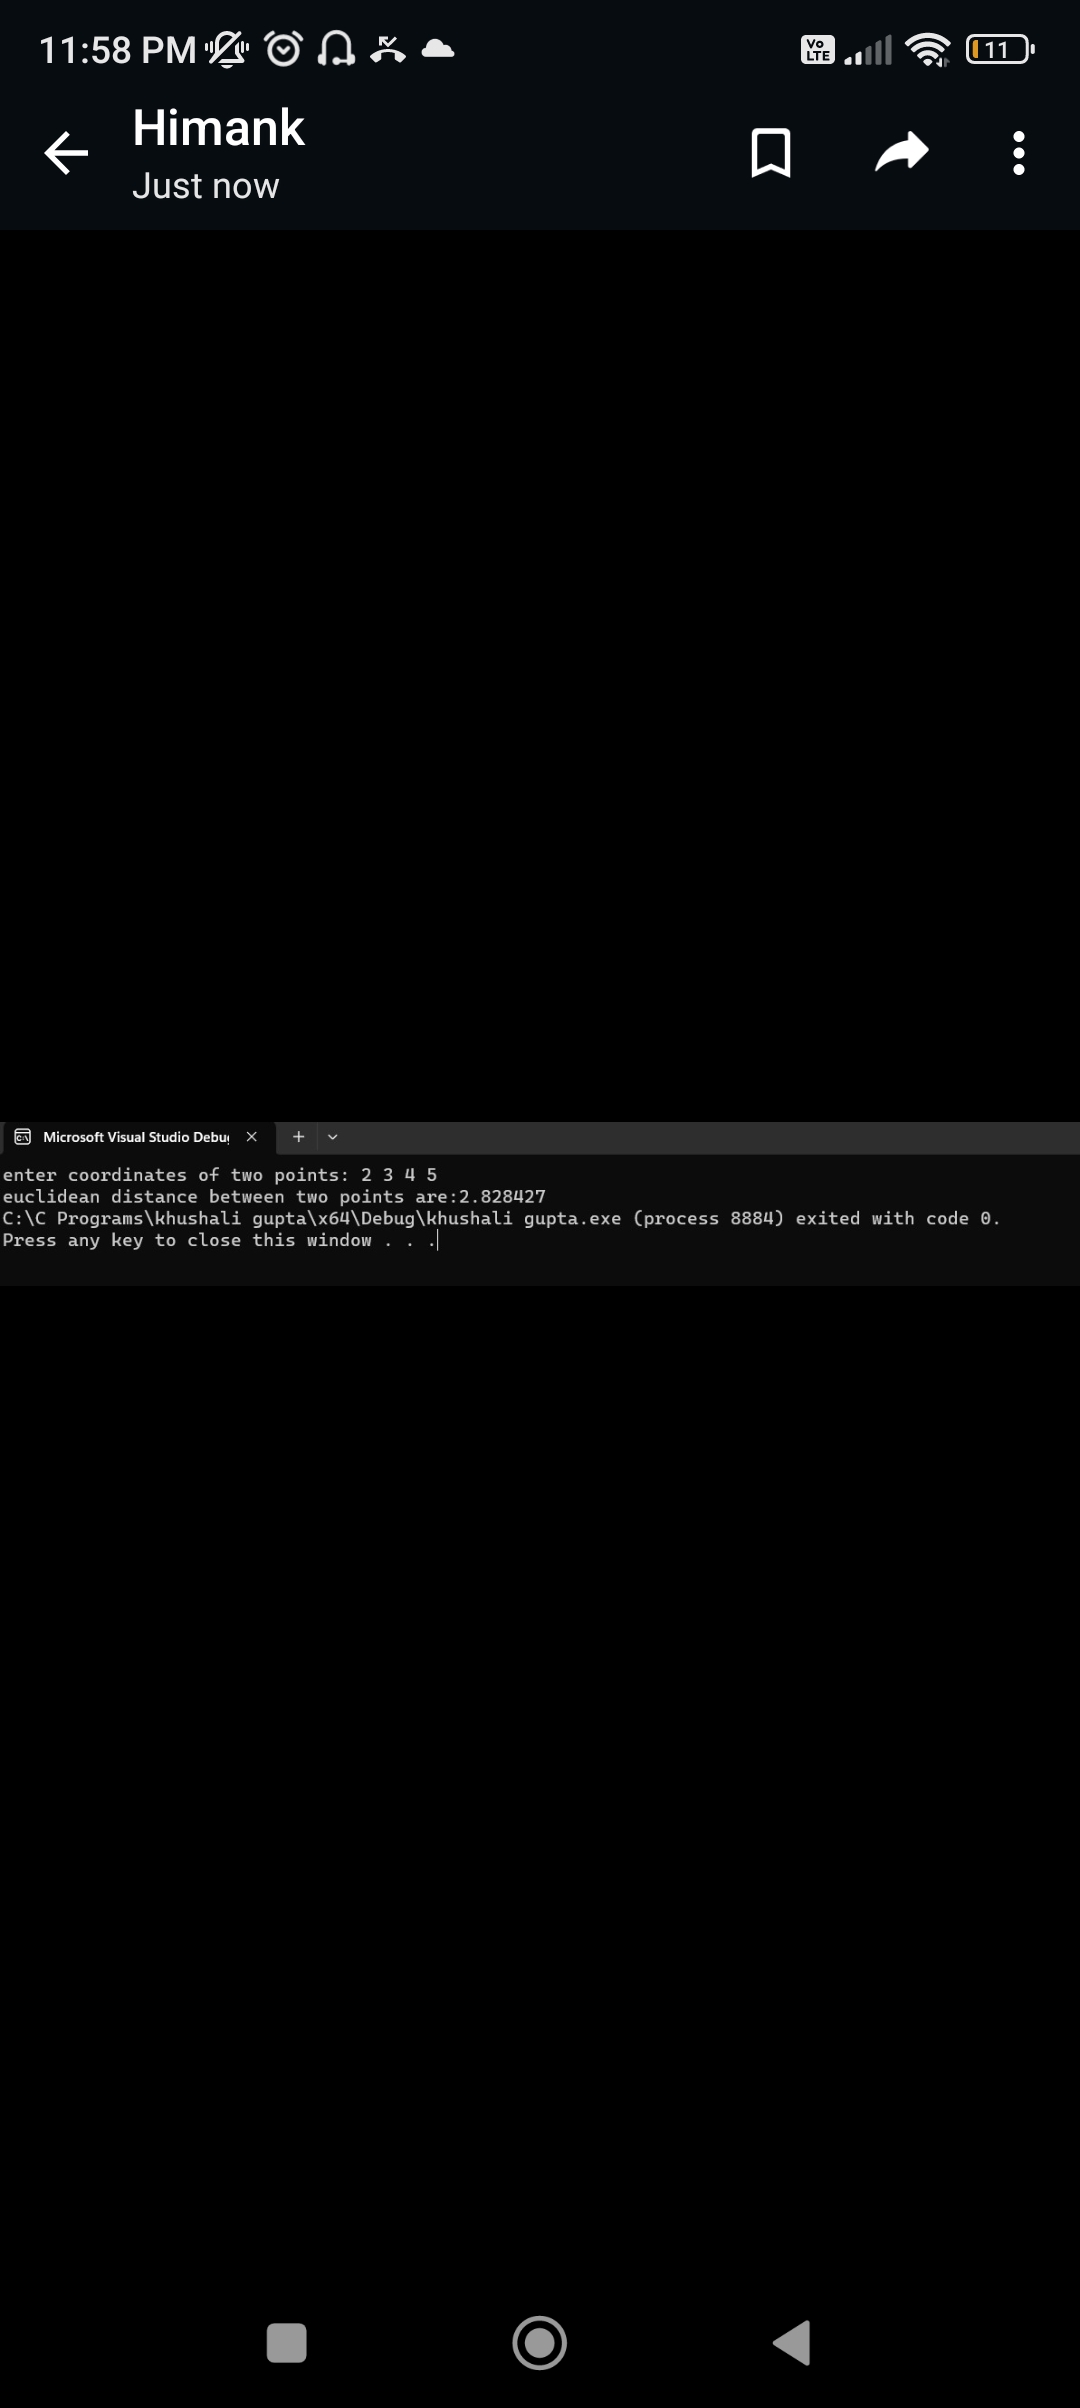 11:58 PM
Vo LTE
11
Himank
Just now
Microsoft Visual Studio Debu
enter coordinates of two points: 2 3 4 5
euclidean distance between two points are:2.828427
C:\C Programs\khushali gupta\x64\Debug\khushali gupta.exe (process 8884) exited with code 0.
Press any key to close this window . . .